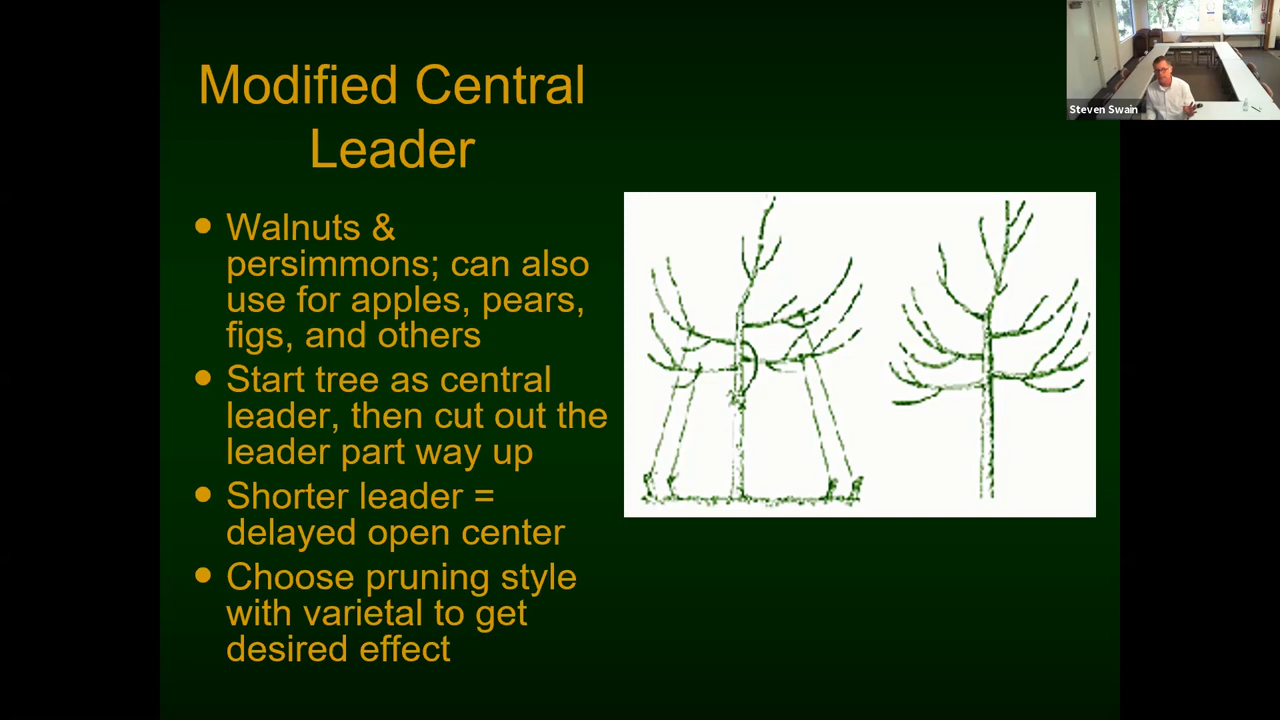 Modified Central
Leader
Steven Swain
• Walnuts &
persimmons; can also
use for apples, pears,
figs, and others
• Start tree as central
leader, then cut out the
leader part way up
• Shorter leader =
delayed open center
• Choose pruning style
with varietal to get
desired effect